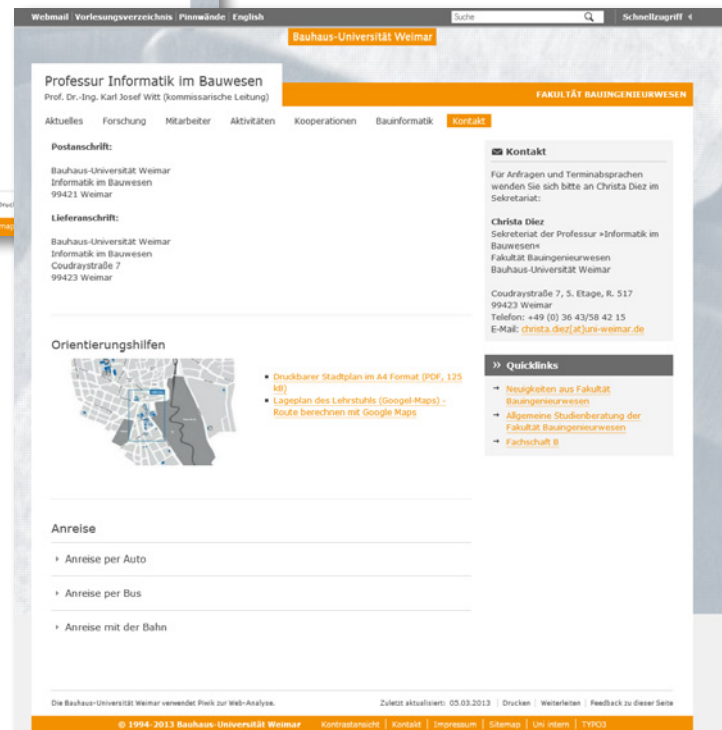 Webmail Vorlesungsverzeichnis Pinnwände English
Suche
Schnellzugriff
Bauhaus-Universität Weimar
Professur Informatik im Bauwesen
Prof. Dr.-Ing. Karl Josef Witt (kommissarische Leitung)
FAKULTÄT BAUINGENIEURWESEN
Aktuelles Forschung Mitarbeiter Aktivitäten Kooperationen Bauinformatik Kontakt
Postanschrift:
Bauhaus-Universität Weimar
Informatik im Bauwesen
99421 Weimar
Lieferanschrift:
Bauhaus-Universität Weimar
Informatik im Bauwesen
Coudraystraße 7
99423 Weimar
Orientierungshilfen
Druckbarer Stadtplan im A4 Format (PDF, 125
kB)
Lageplan des Lehrstuhls (Googel-Maps) -
Route berechnen mit Google Maps
Anreise
Anreise per Auto
Anreise per Bus
Anreise mit der Bahn
Kontakt
Für Anfragen und Terminabsprachen
wenden Sie sich bitte an Christa Diez im
Sekretariat:
Christa Diez
Sekreteriat der Professur »Informatik im
Bauwesen«
Fakultät Bauingenieurwesen
Bauhaus-Universität Weimar
Coudraystraße 7, 5. Etage, R. 517
99423 Weimar
Telefon: +49 (0) 36 43/58 42 15
E-Mail: christa.diez[at]uni-weimar.de
» Quicklinks
→ Neuigkeiten aus Fakultät
Bauingenieurwesen
→ Allgemeine Studienberatung der
Fakultät Bauingenieurwesen
→ Fachschaft B
Die Bauhaus-Universität Weimar verwendet Piwik zur Web-Analyse.
Zuletzt aktualisiert: 05.03.2013 | Drucken | Weiterleiten | Feedback zu dieser Seite
© 1994-2013 Bauhaus-Universität Weimar Kontrastansicht | Kontakt | Impressum | Sitemap | Uni intern | TYPO3